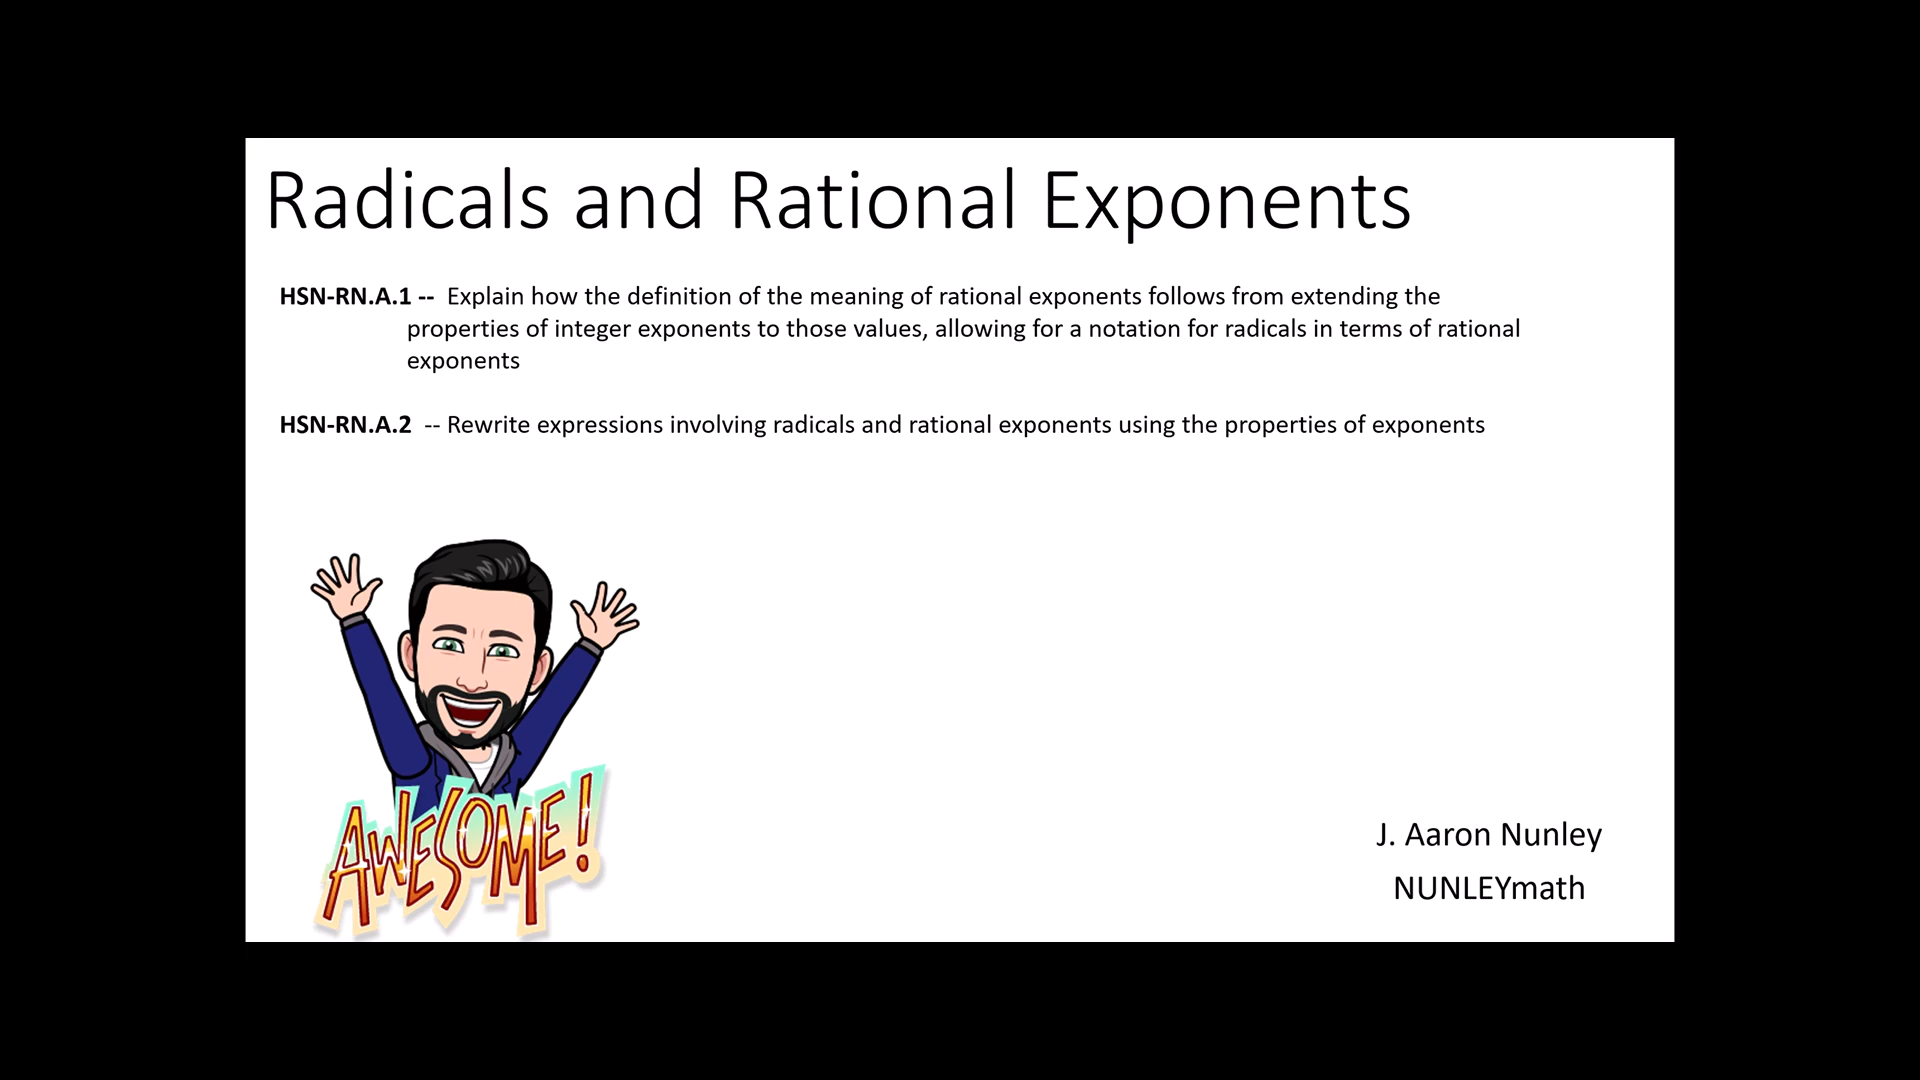 Radicals and Rational Exponents
HSN-RN.A.1 -- Explain how the definition of the meaning of rational exponents follows from extending the
properties of integer exponents to those values, allowing for a notation for radicals in terms of rational
exponents
HSN-RN.A.2 -- Rewrite expressions involving radicals and rational exponents using the properties of exponents
AWESOME!
J. Aaron Nunley
NUNLEYmath